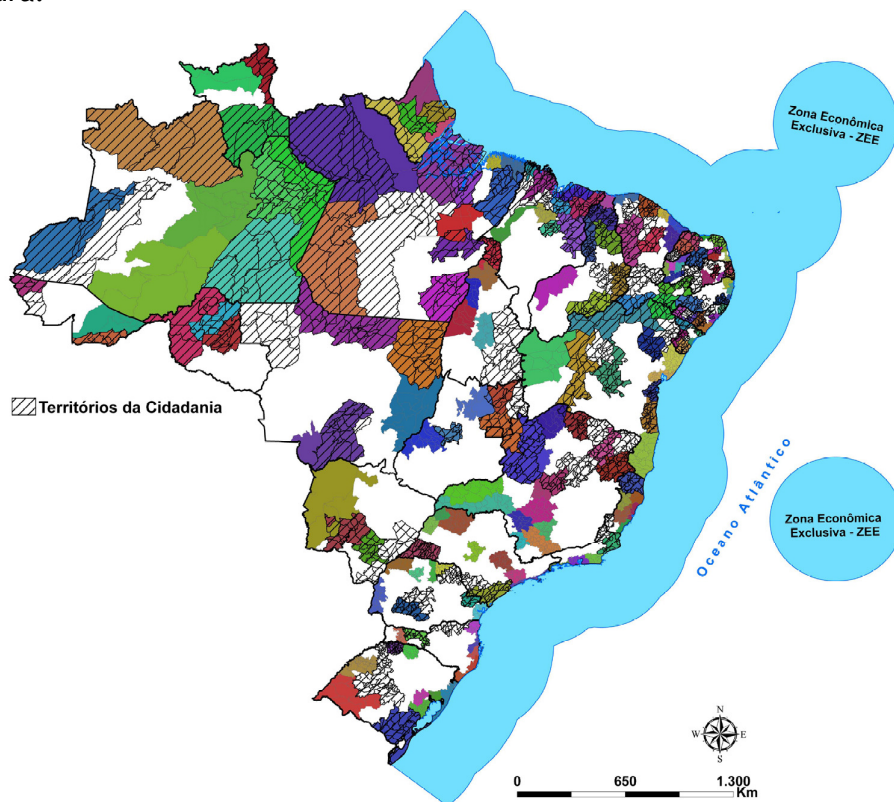 Zona Econômica
Exclusiva - ZEE
Territórios da Cidadania
Oceano Atlântico
Zona Econômica
Exclusiva - ZEE
N
W E
S
0 650 1.300
Km